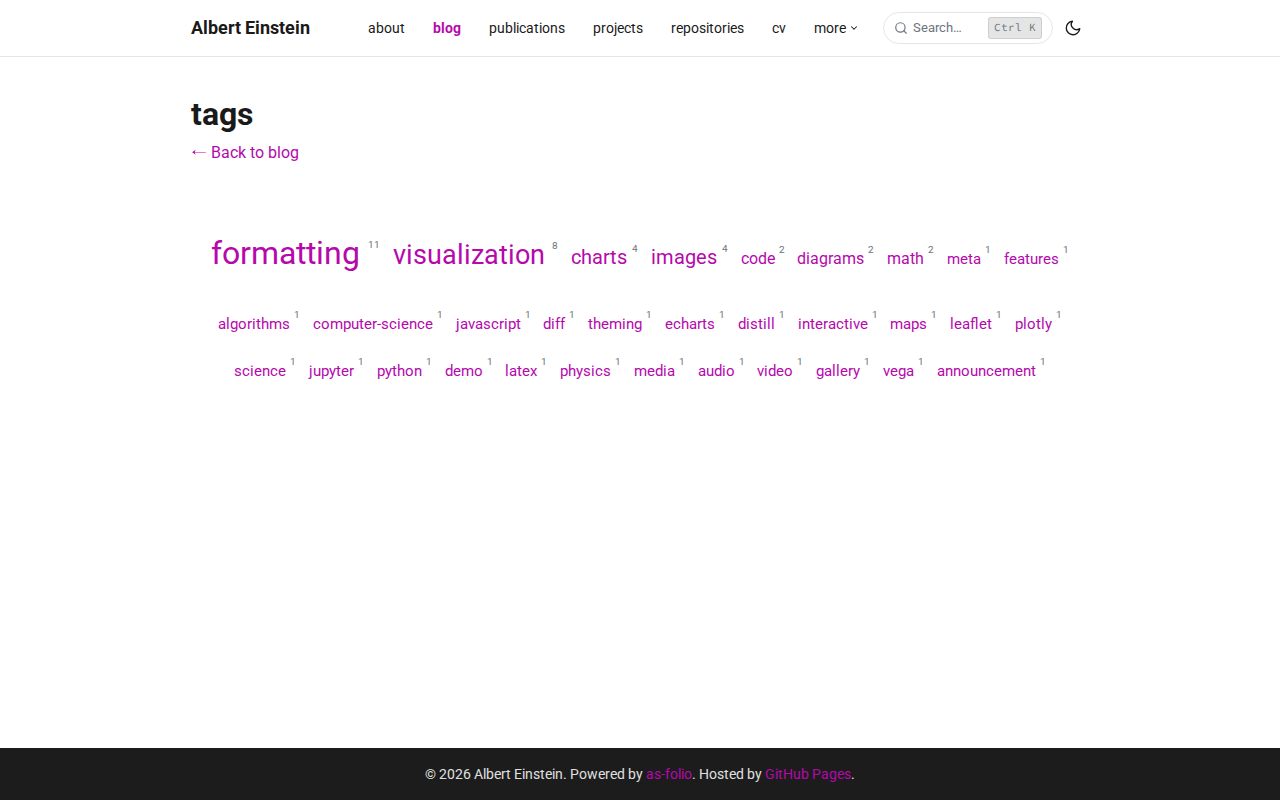 Albert Einstein about blog publications projects repositories cv more Search... Ctrl K
tags
← Back to blog
formatting 11 visualization 8 charts 4 images 4 code 2 diagrams 2 math 2 meta 1 features 1
algorithms 1 computer-science 1 javascript 1 diff 1 theming 1 echarts 1 distill 1 interactive 1 maps 1 leaflet 1 plotly 1
science 1 jupyter 1 python 1 demo 1 latex 1 physics 1 media 1 audio 1 video 1 gallery 1 vega 1 announcement 1
© 2026 Albert Einstein. Powered by as-folio. Hosted by GitHub Pages.